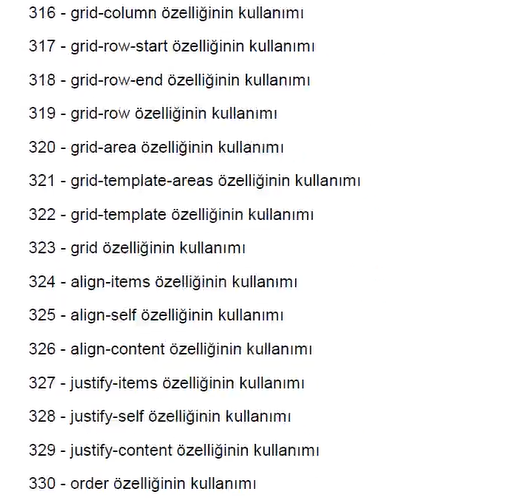 316 - grid-column özelliğinin kullanımı
317 - grid-row-start özelliğinin kullanımı
318 - grid-row-end özelliğinin kullanımı
319 - grid-row özelliğinin kullanımı
320 - grid-area özelliğinin kullanımı
321 - grid-template-areas özelliğinin kullanımı
322 - grid-template özelliğinin kullanımı
323 - grid özelliğinin kullanımı
324 - align-items özelliğinin kullanımı
325 - align-self özelliğinin kullanımı
326 - align-content özelliğinin kullanımı
327 - justify-items özelliğinin kullanımı
328 - justify-self özelliğinin kullanımı
329 - justify-content özelliğinin kullanımı
330 - order özelliğinin kullanımı